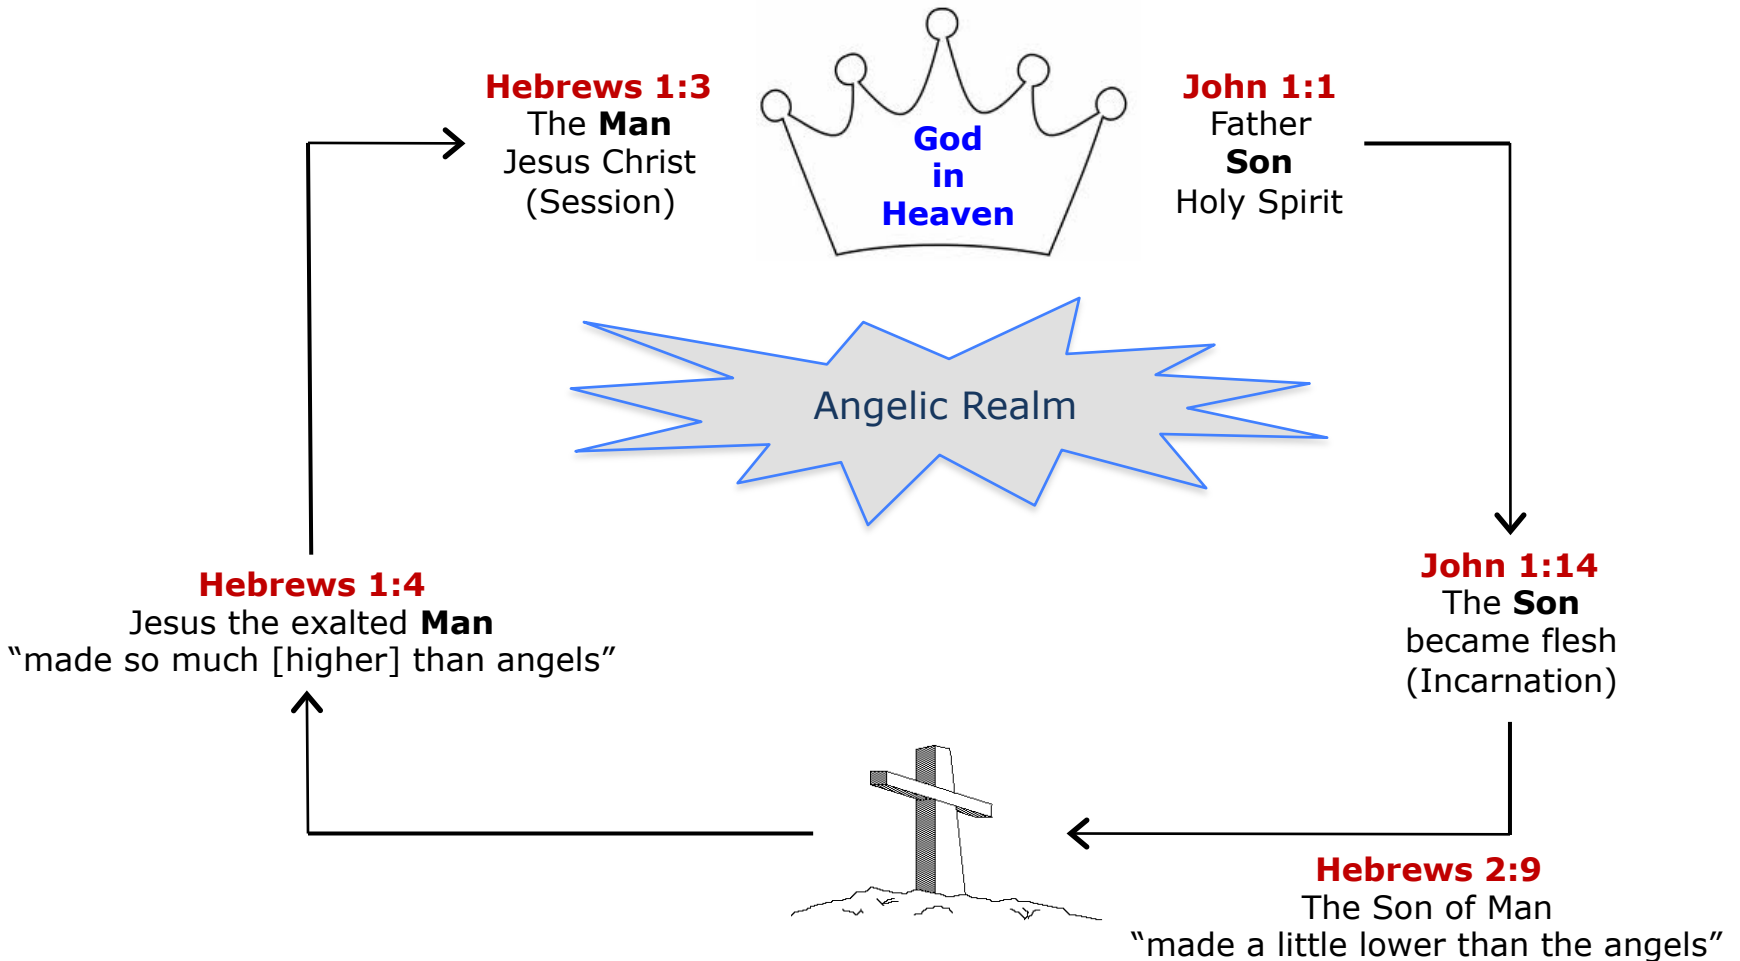 Hebrews 1:3
The Man
Jesus Christ
(Session)
God
in
Heaven
John 1:1
Father
Son
Holy Spirit
Angelic Realm
John 1:14
The Son
became flesh
(Incarnation)
Hebrews 1:4
Jesus the exalted Man
“made so much [higher] than angels”
Hebrews 2:9
The Son of Man
“made a little lower than the angels”